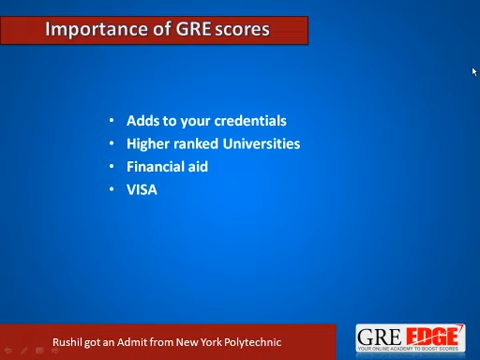 Importance of GRE scores
• Adds to your credentials
• Higher ranked Universities
• Financial aid
• VISA
Rushil got an Admit from New York Polytechnic
GRE EDGE
YOUR ONLINE ACADEMY TO BOOST SCORES